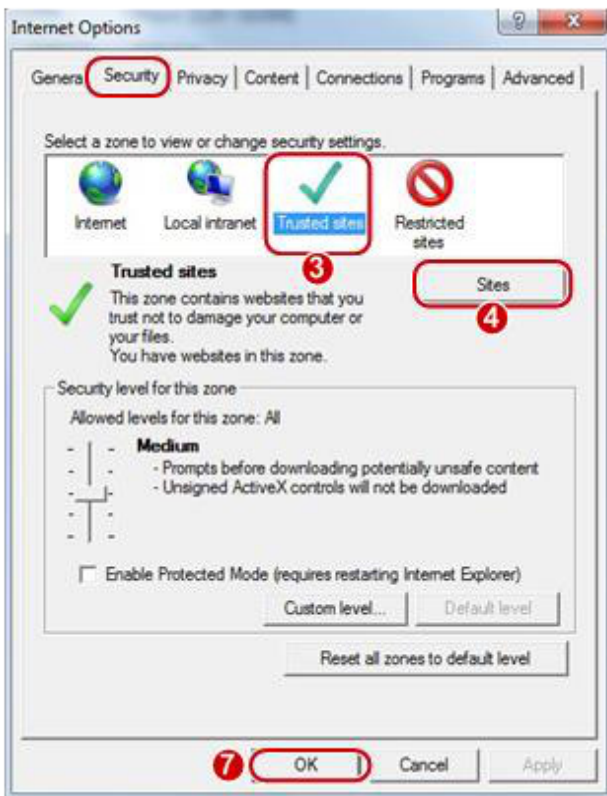 Internet Options
General Security Privacy Content Connections Programs Advanced
Select a zone to view or change security settings.
Internet Local intranet Trusted sites Restricted sites
3
Trusted sites
Sites
4
This zone contains websites that you
trust not to damage your computer or
your files.
You have websites in this zone.
Security level for this zone
Allowed levels for this zone: All
Medium
- Prompts before downloading potentially unsafe content
- Unsigned ActiveX controls will not be downloaded
Enable Protected Mode (requires restarting Internet Explorer)
Custom level... Default level
Reset all zones to default level
7 OK Cancel Apply